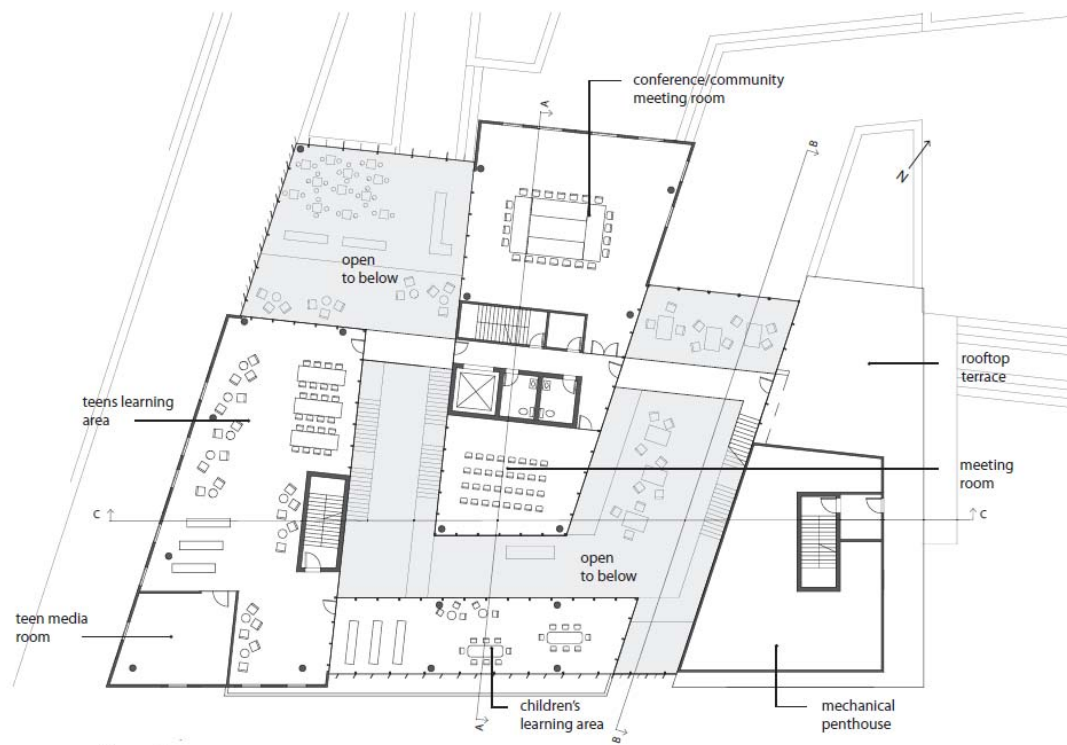 conference/community
meeting room
A
B
N
open
to below
rooftop
terrace
teens learning
area
meeting
room
C
C
open
to below
teen media
room
children's
learning area
A
B
mechanical
penthouse